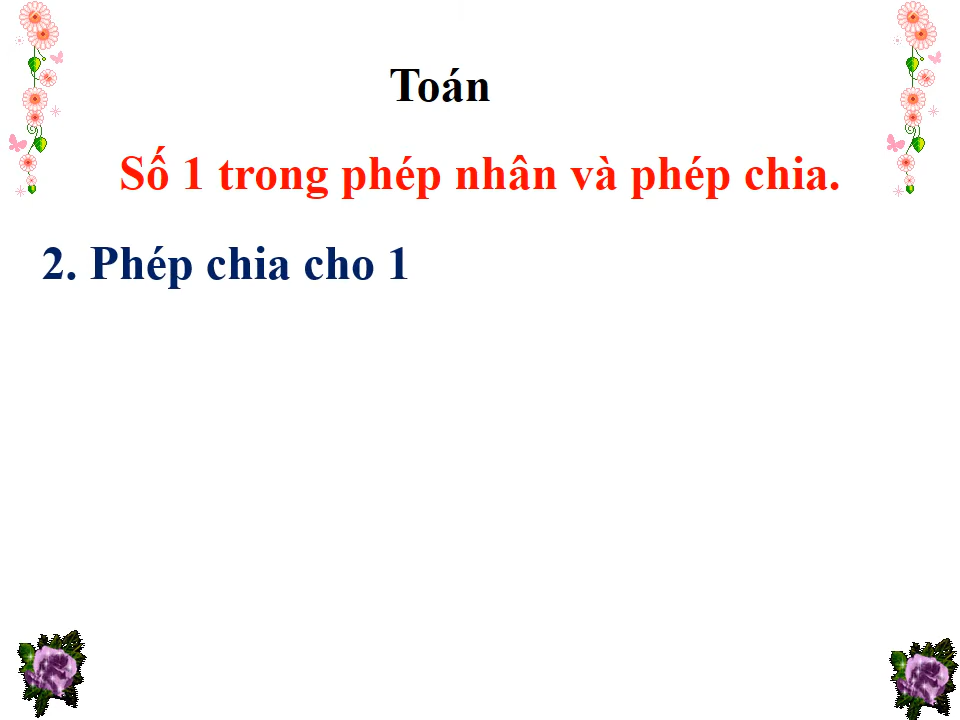 Toán
Số 1 trong phép nhân và phép chia.
2. Phép chia cho 1